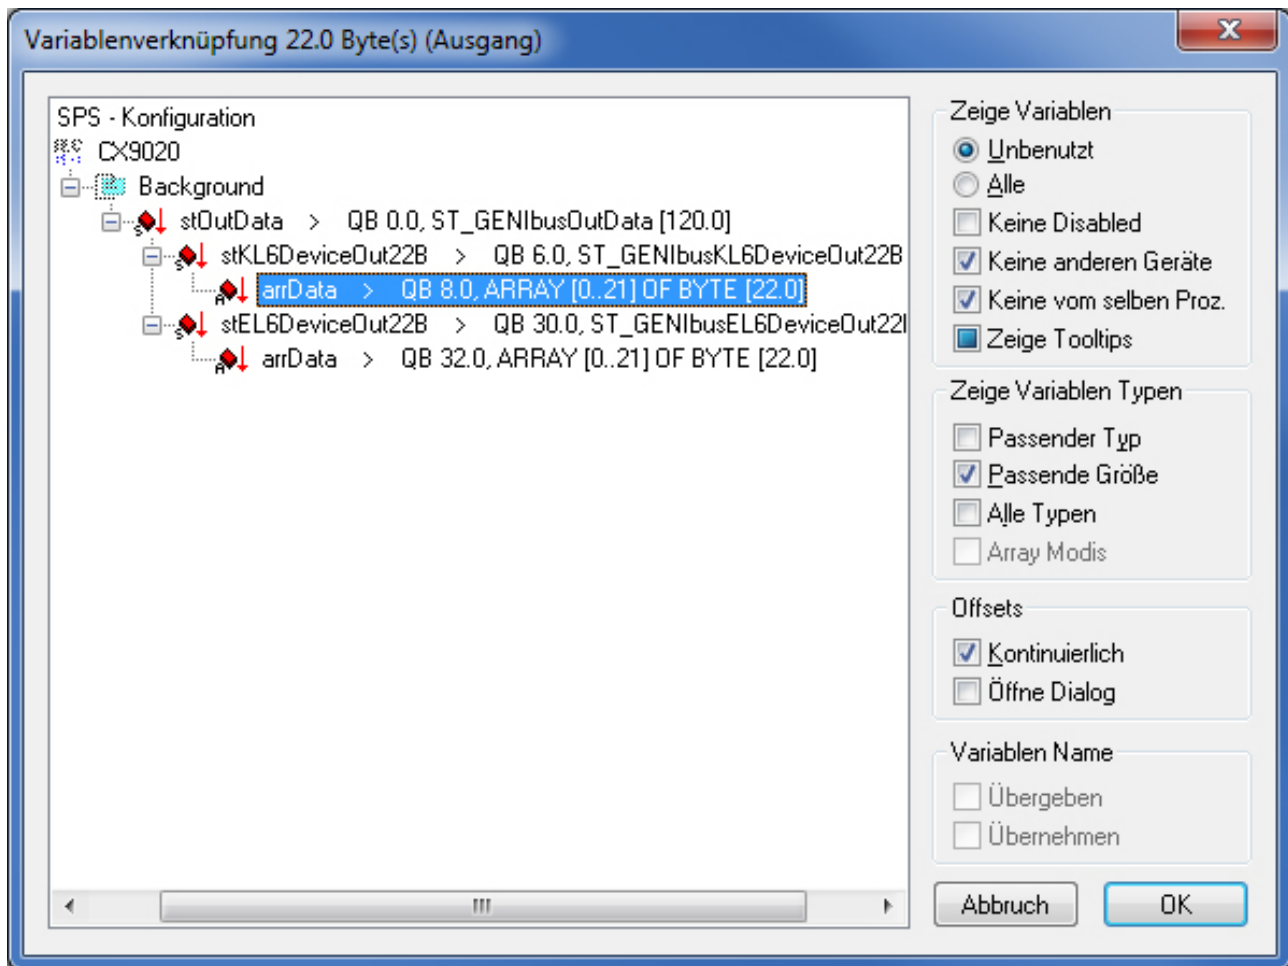 Variablenverknüpfung 22.0 Byte(s) (Ausgang)
SPS - Konfiguration
CX9020
Background
stOutData > QB 0.0, ST_GENIbusOutData [120.0]
stKL6DeviceOut22B > QB 6.0, ST_GENIbusKL6DeviceOut22B
arrData > QB 8.0, ARRAY [0..21] OF BYTE [22.0]
stEL6DeviceOut22B > QB 30.0, ST_GENIbusEL6DeviceOut22
arrData > QB 32.0, ARRAY [0..21] OF BYTE [22.0]
Zeige Variablen
Unbenutzt
Alle
Keine Disabled
Keine anderen Geräte
Keine vom selben Proz.
Zeige Tooltips
Zeige Variablen Typen
Passender Typ
Passende Größe
Alle Typen
Array Modis
Offsets
Kontinuierlich
Öffne Dialog
Variablen Name
Übergeben
Übernehmen
Abbruch
OK